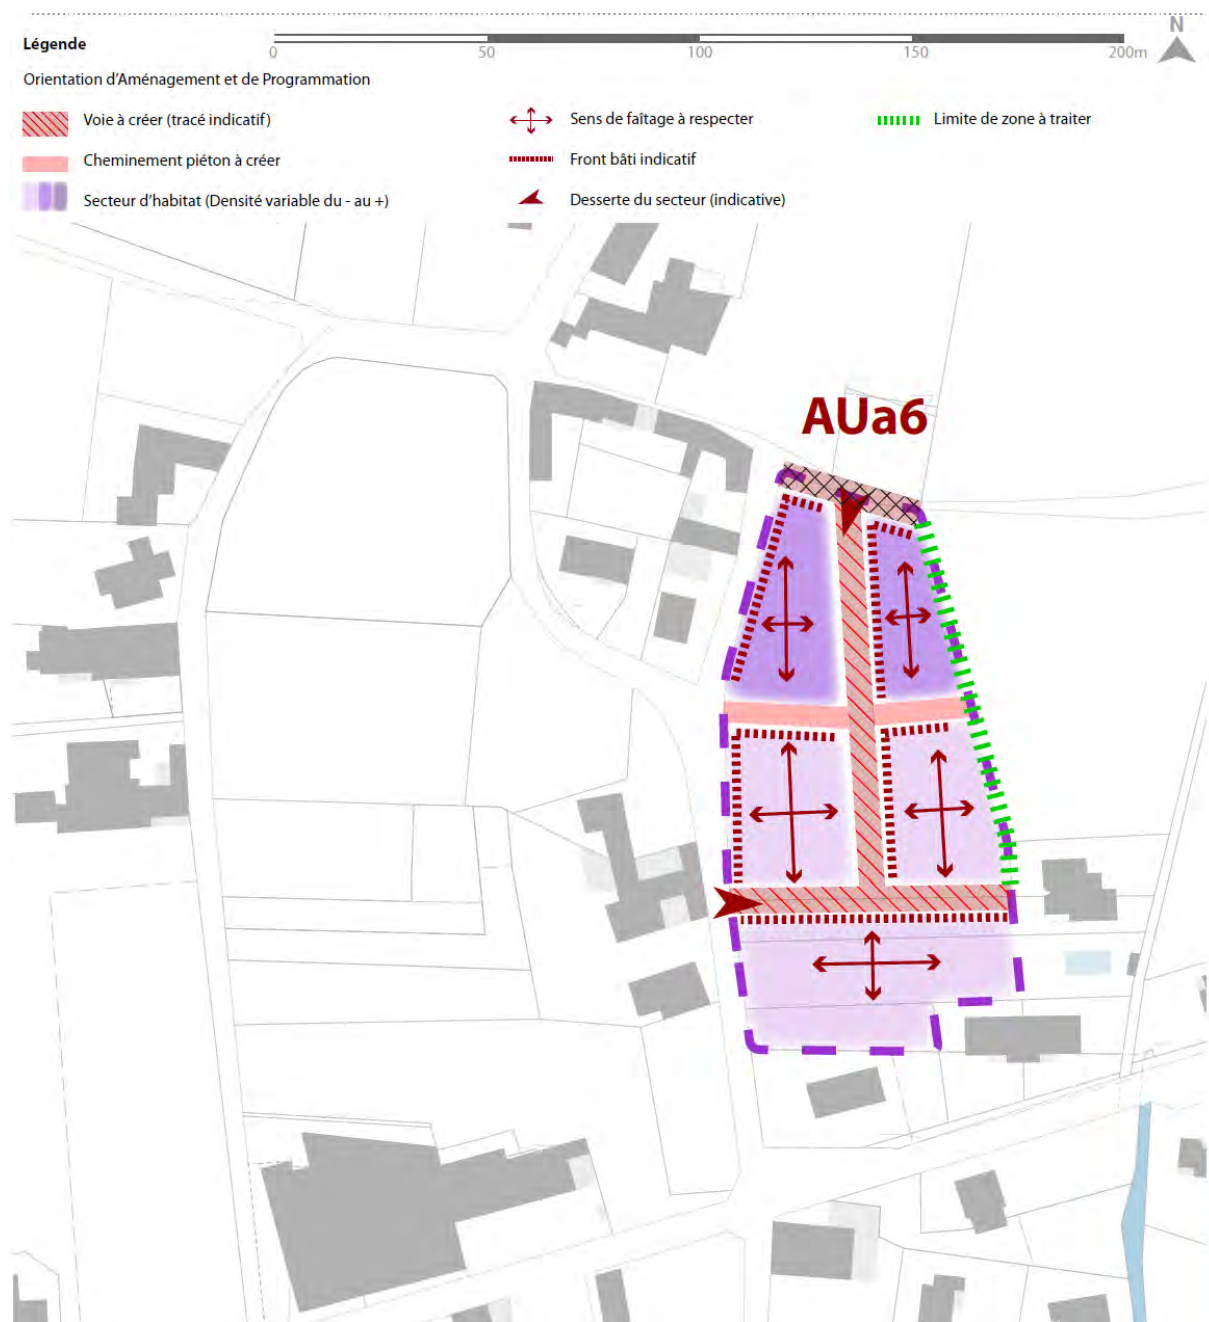 Légende
0 50 100 150 200m
N
Orientation d'Aménagement et de Programmation
Voie à créer (tracé indicatif)
Sens de faîtage à respecter
Limite de zone à traiter
Cheminement piéton à créer
Front bâti indicatif
Secteur d'habitat (Densité variable du - au +)
Desserte du secteur (indicative)
AUa6